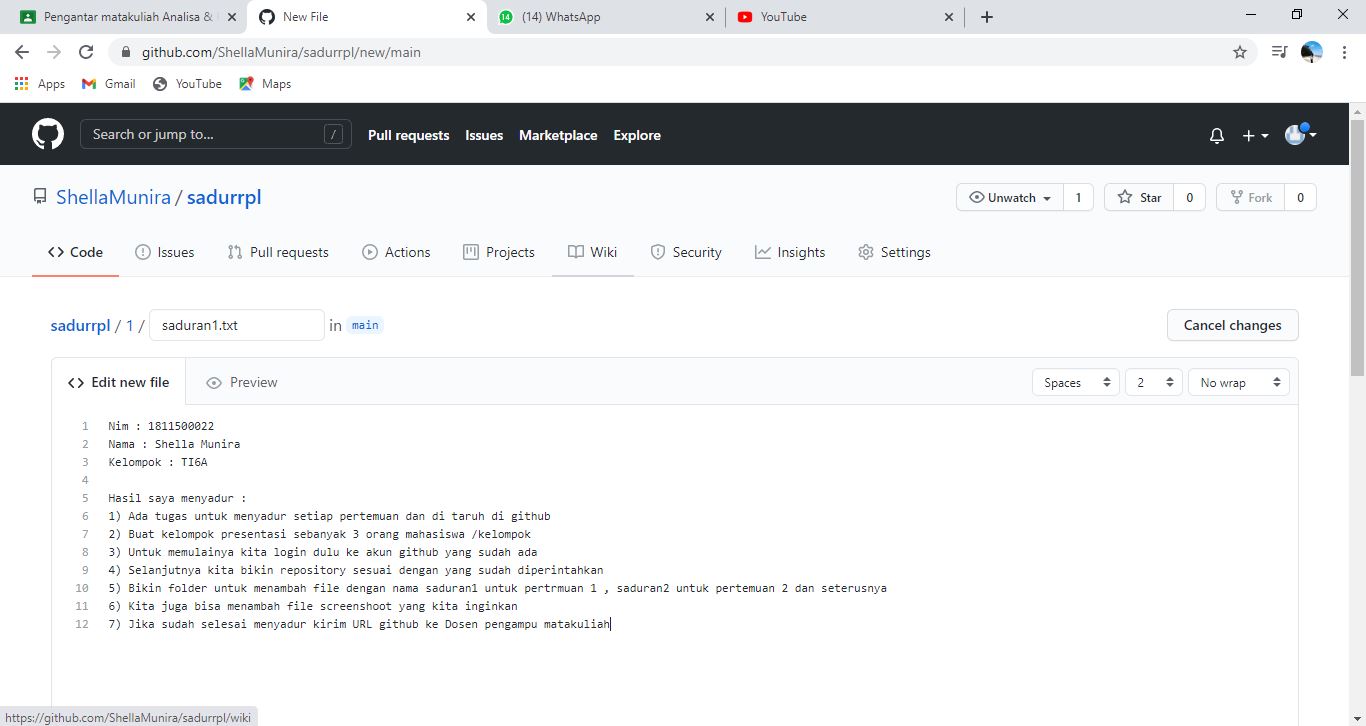 Pengantar matakuliah Analisa &
New File
(14) WhatsApp
YouTube
github.com/ShellaMunira/sadurrpl/new/main
Apps
Gmail
YouTube
Maps
Search or jump to...
/
Pull requests
Issues
Marketplace
Explore
ShellaMunira / sadurrpl
Unwatch
1
Star
0
Fork
0
Code
Issues
Pull requests
Actions
Projects
Wiki
Security
Insights
Settings
sadurrpl / 1 / saduran1.txt in main
Cancel changes
Edit new file
Preview
Spaces
2
No wrap
1 Nim : 1811500022
2 Nama : Shella Munira
3 Kelompok : TI6A
4
5 Hasil saya menyadur :
6 1) Ada tugas untuk menyadur setiap pertemuan dan di taruh di github
7 2) Buat kelompok presentasi sebanyak 3 orang mahasiswa /kelompok
8 3) Untuk memulainya kita login dulu ke akun github yang sudah ada
9 4) Selanjutnya kita bikin repository sesuai dengan yang sudah diperintahkan
10 5) Bikin folder untuk menambah file dengan nama saduran1 untuk pertrmuan 1 , saduran2 untuk pertemuan 2 dan seterusnya
11 6) Kita juga bisa menambah file screenshoot yang kita inginkan
12 7) Jika sudah selesai menyadur kirim URL github ke Dosen pengampu matakuliah
https://github.com/ShellaMunira/sadurrpl/wiki